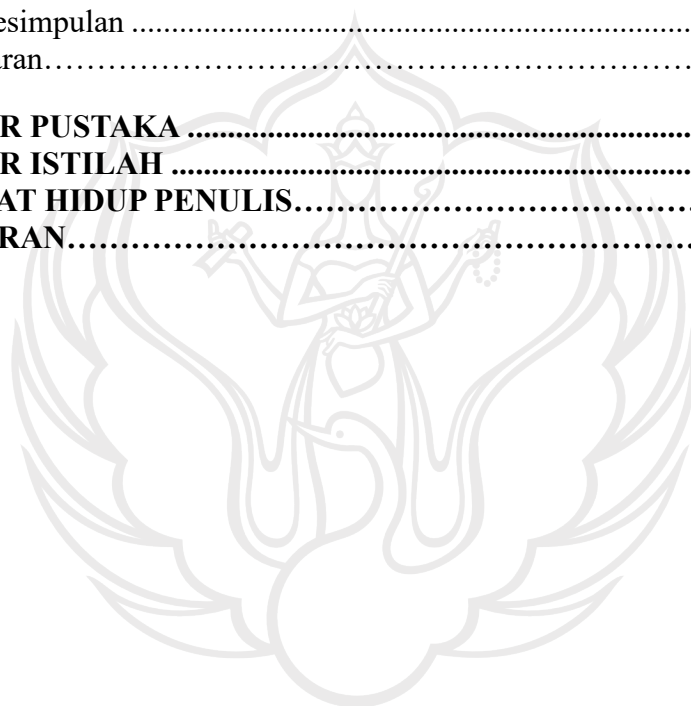 esimpulan ........................................................................
aran…………………………………………………………
R PUSTAKA ................................................................
R ISTILAH ..................................................................
AT HIDUP PENULIS………………………………
RAN……………………………………………………